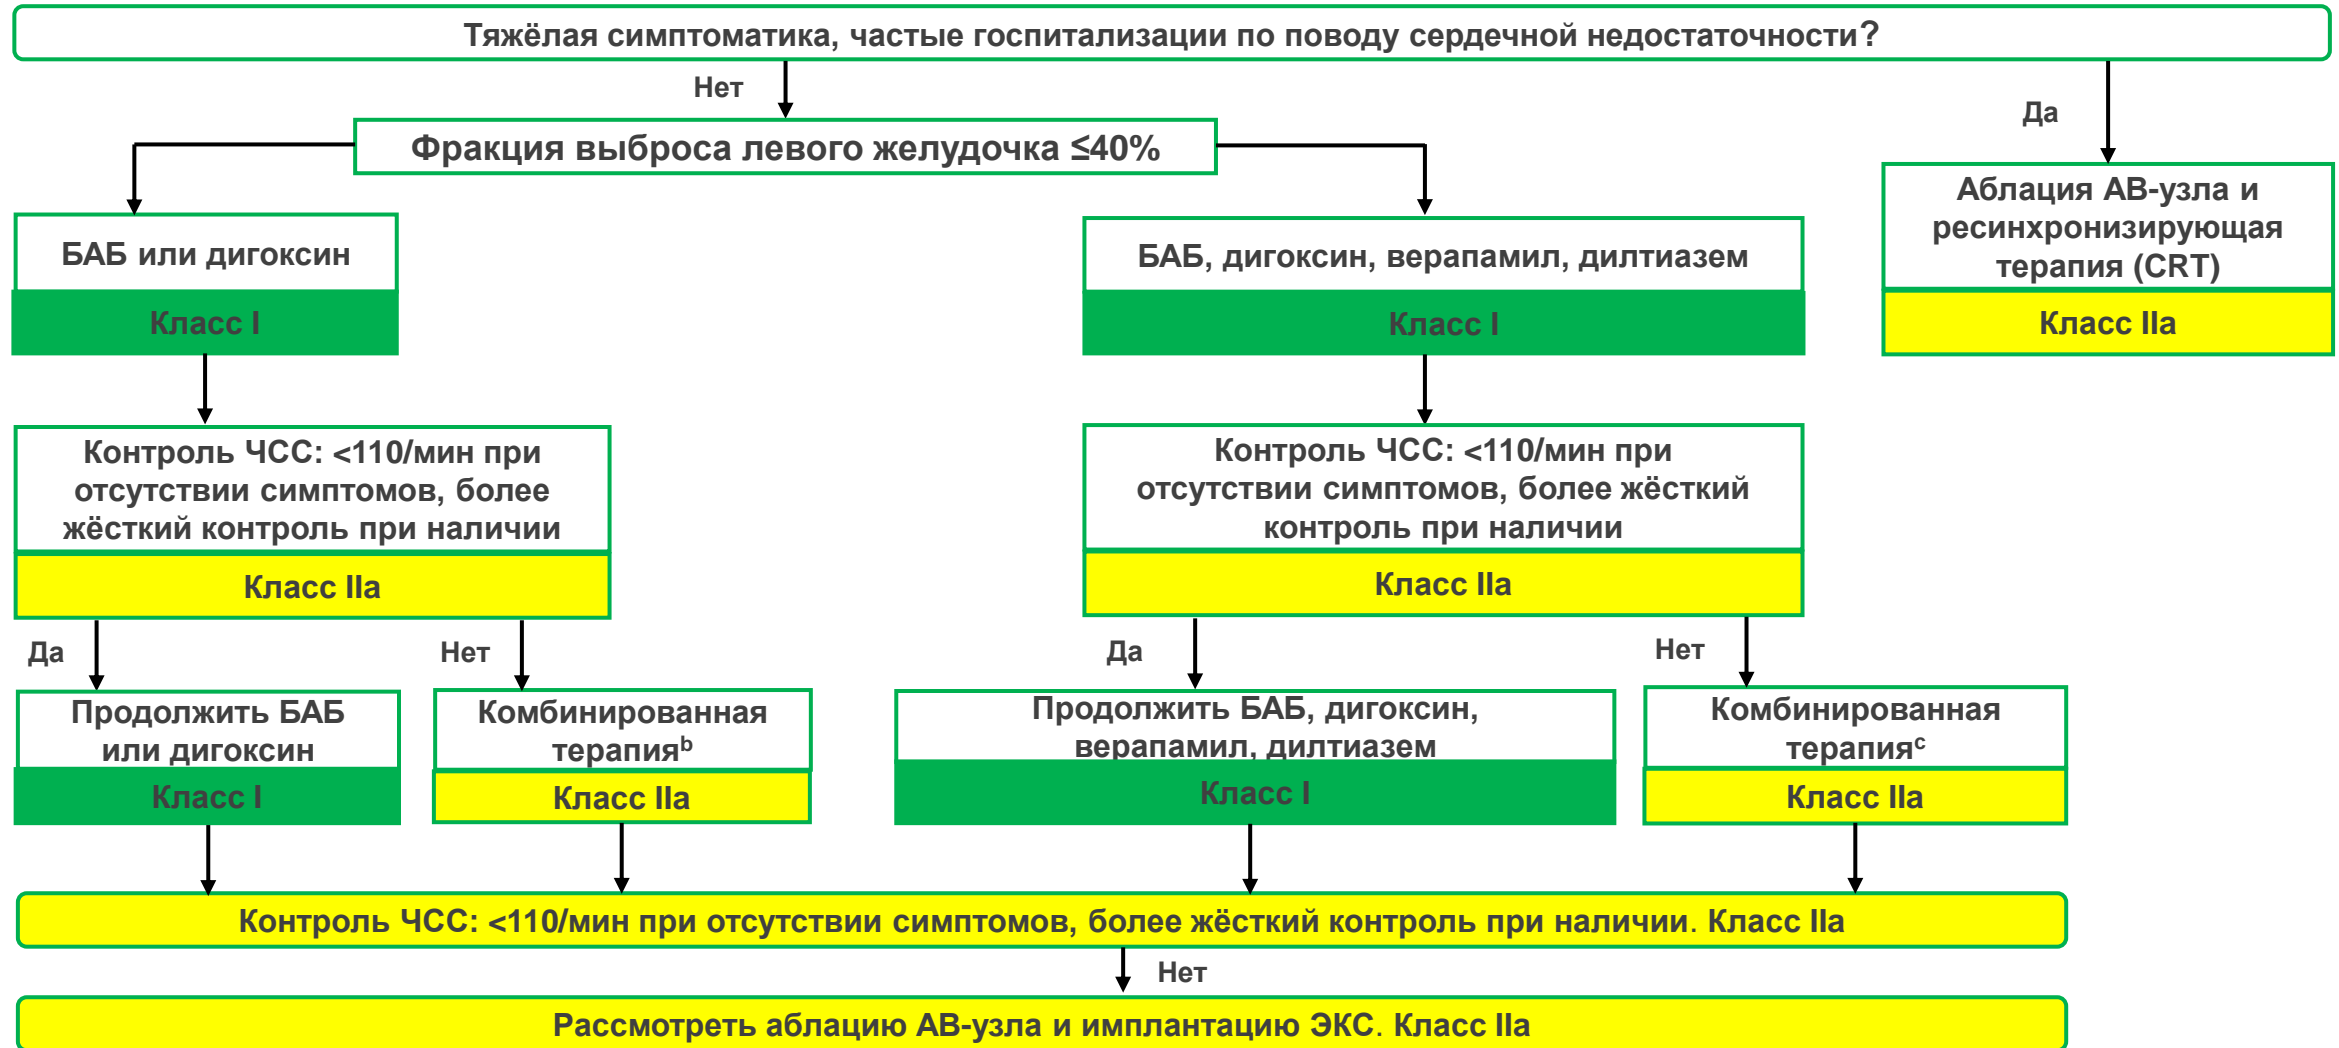 Тяжёлая симптоматика, частые госпитализации по поводу сердечной недостаточности?
Нет
Да
Фракция выброса левого желудочка ≤40%
БАБ или дигоксин
Класс I
БАБ, дигоксин, верапамил, дилтиазем
Класс I
Аблация АВ-узла и
ресинхронизирующая
терапия (CRT)
Класс IIa
Контроль ЧСС: <110/мин при
отсутствии симптомов, более
жёсткий контроль при наличии
Класс IIa
Контроль ЧСС: <110/мин при
отсутствии симптомов, более жёсткий
контроль при наличии
Класс IIa
Да
Нет
Да
Нет
Продолжить БАБ
или дигоксин
Класс I
Комбинированная
терапияᵇ
Класс IIa
Продолжить БАБ, дигоксин,
верапамил, дилтиазем
Класс I
Комбинированная
терапияᶜ
Класс IIa
Контроль ЧСС: <110/мин при отсутствии симптомов, более жёсткий контроль при наличии. Класс IIa
Нет
Рассмотреть аблацию АВ-узла и имплантацию ЭКС. Класс IIa